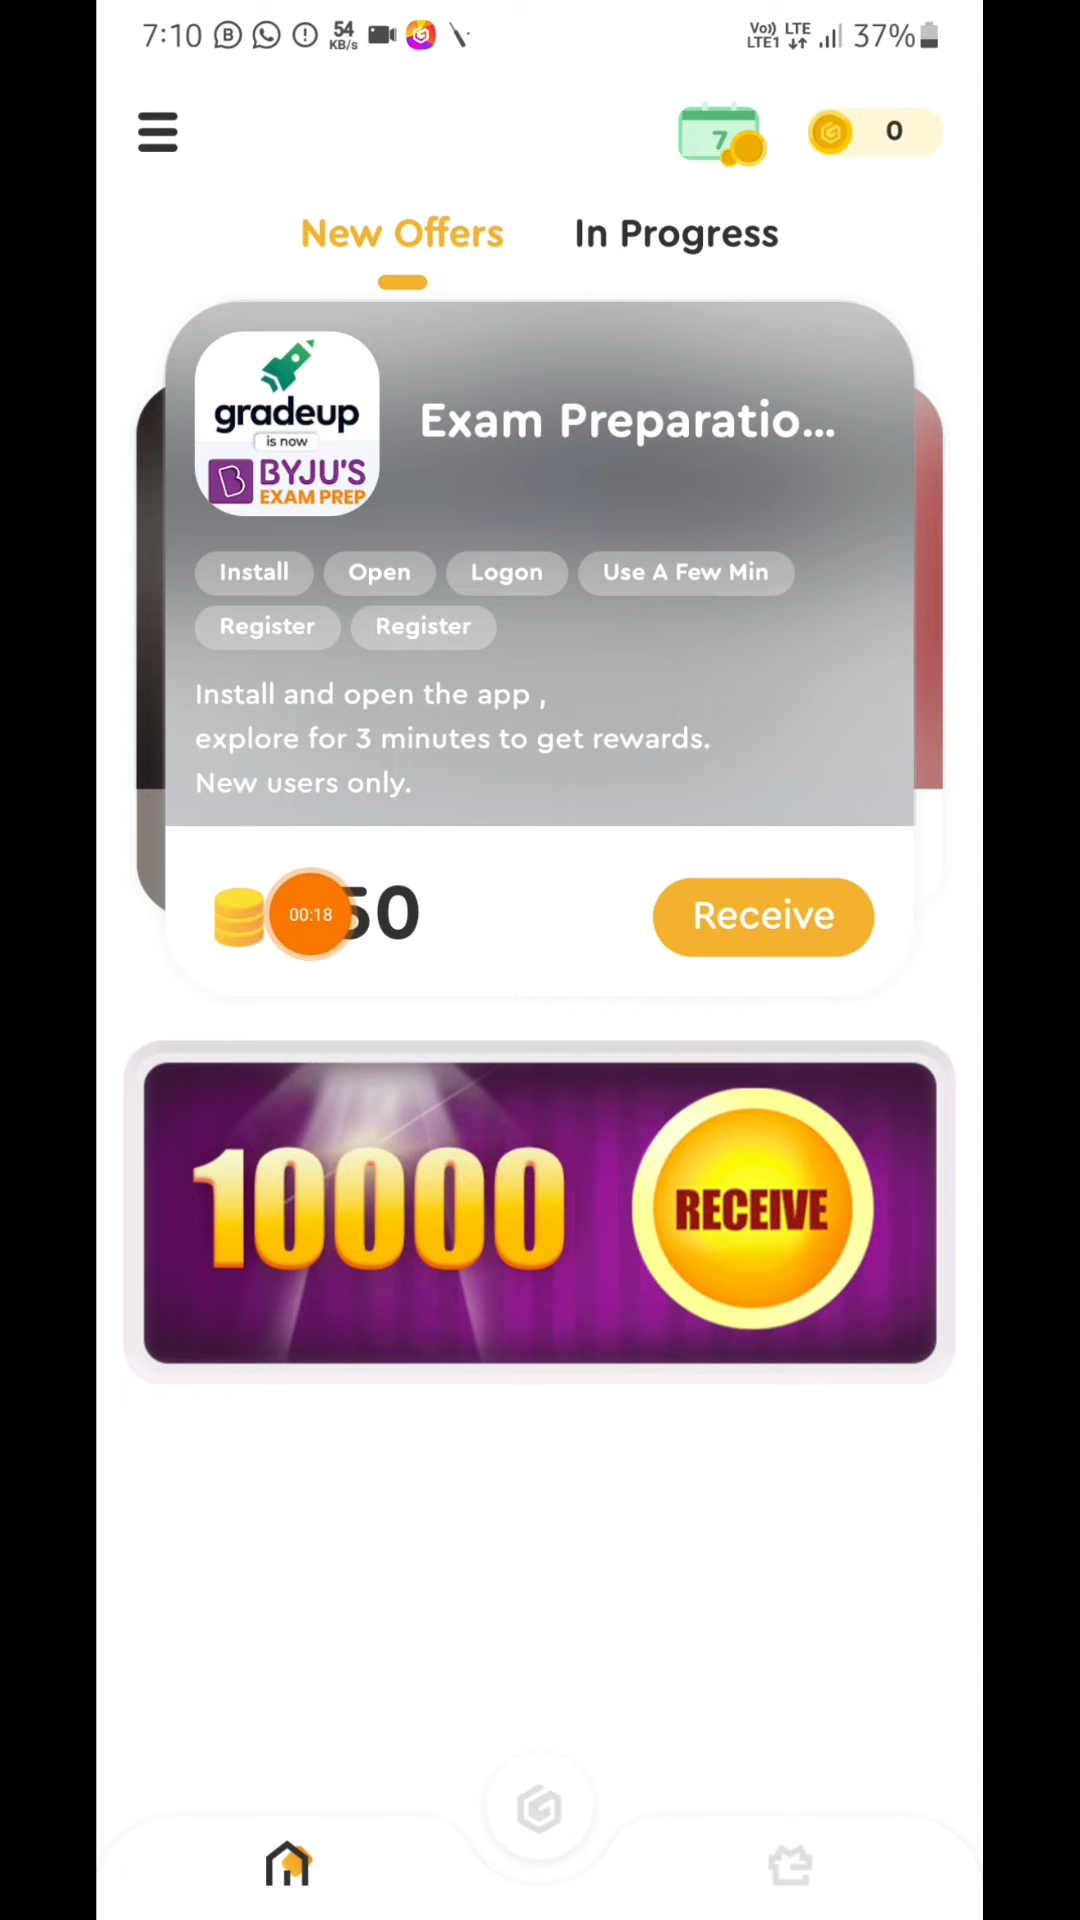 7:10 54 KB/s Vo)) LTE1 LTE 37%
7 0
New Offers In Progress
gradeup
is now
BYJU'S
EXAM PREP
Exam Preparatio...
Install Open Logon Use A Few Min
Register Register
Install and open the app ,
explore for 3 minutes to get rewards.
New users only.
00:18 50 Receive
10000 RECEIVE